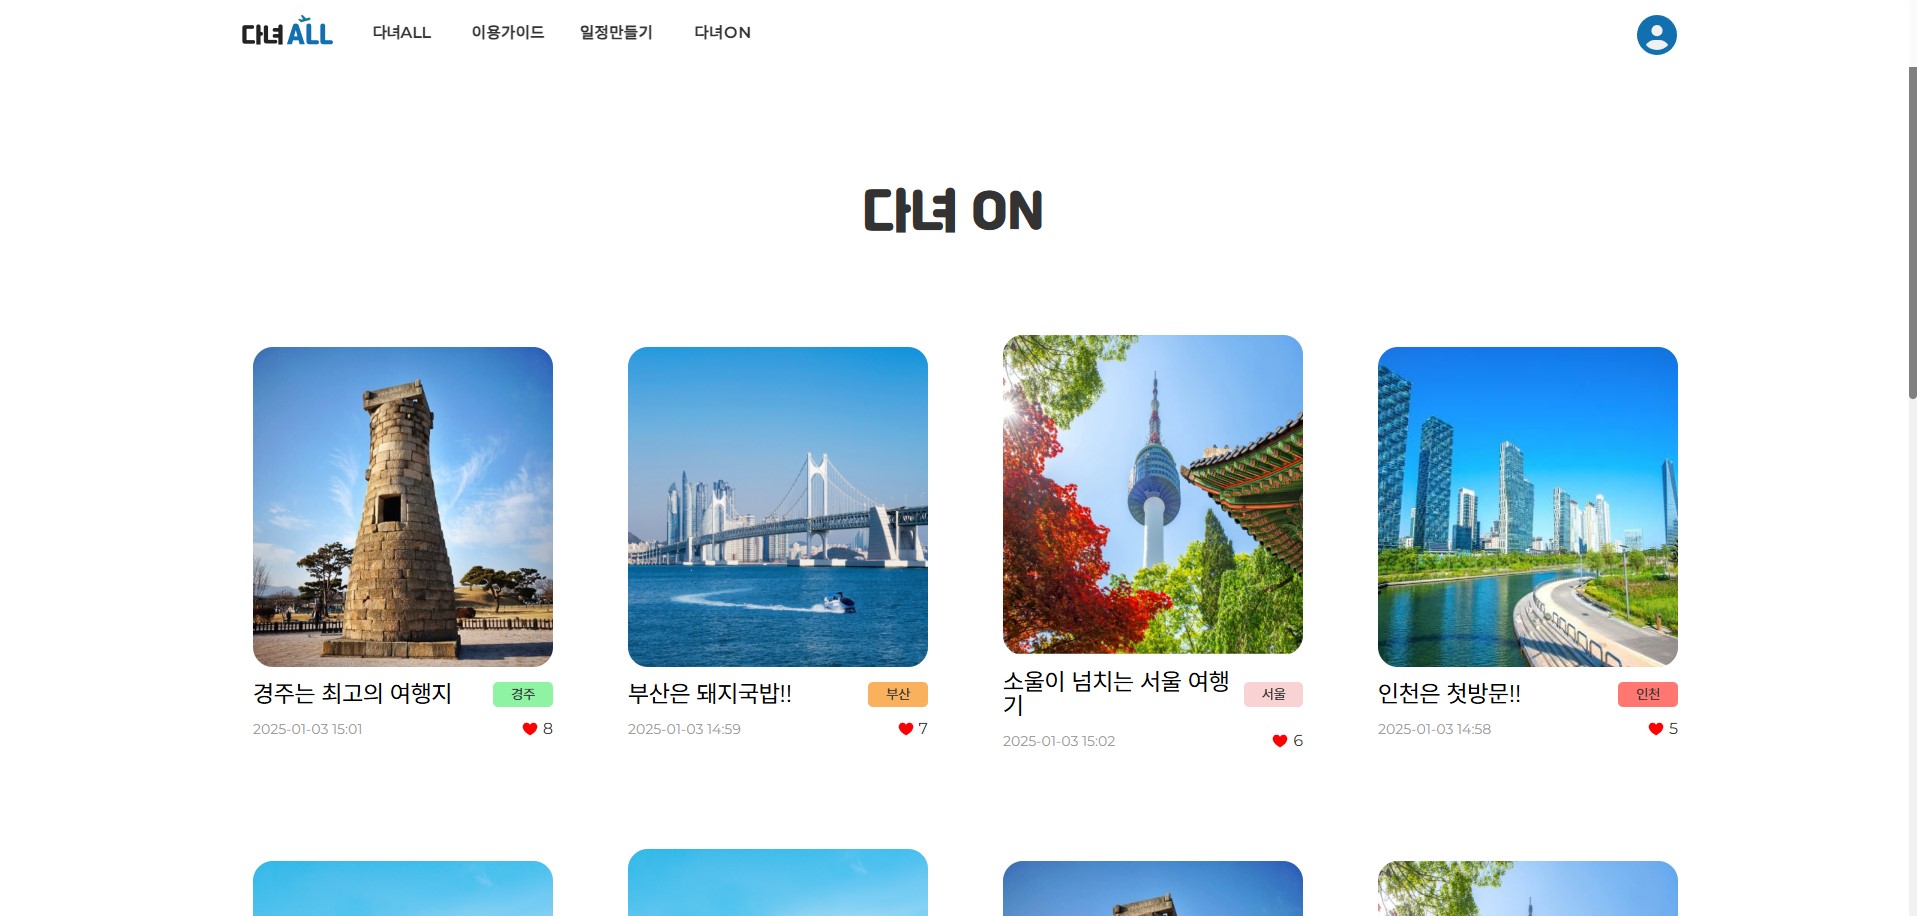 다녀ALL
다녀ALL 이용가이드 일정만들기 다녀ON
다녀 ON
경주는 최고의 여행지 경주
2025-01-03 15:01 8
부산은 돼지국밥!! 부산
2025-01-03 14:59 7
소울이 넘치는 서울 여행
기 서울
2025-01-03 15:02 6
인천은 첫방문!! 인천
2025-01-03 14:58 5